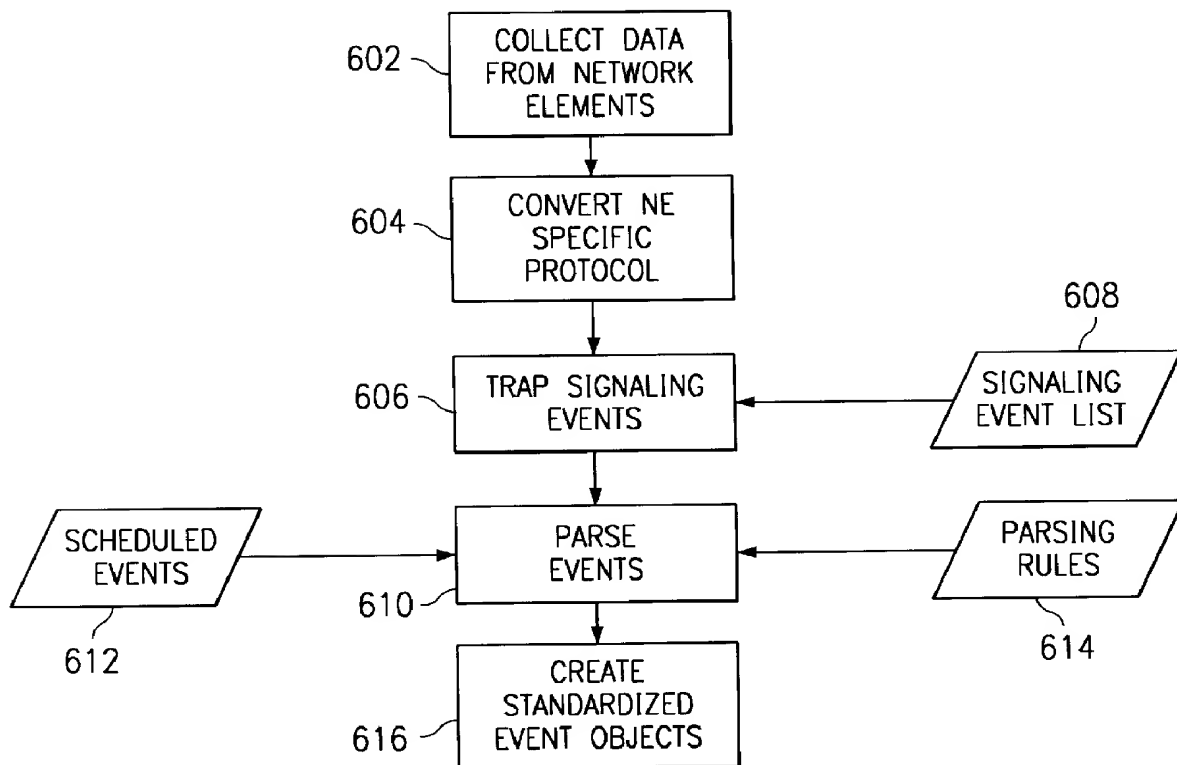 602
COLLECT DATA
FROM NETWORK
ELEMENTS
604
CONVERT NE
SPECIFIC
PROTOCOL
606
TRAP SIGNALING
EVENTS
608
SIGNALING
EVENT LIST
SCHEDULED
EVENTS
612
PARSE
EVENTS
610
PARSING
RULES
614
CREATE
STANDARDIZED
EVENT OBJECTS
616